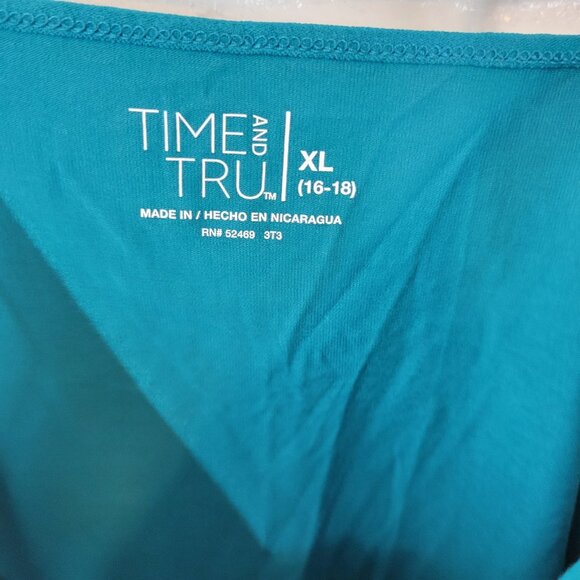 TIME AND
TRU™
XL
(16-18)
MADE IN / HECHO EN NICARAGUA
RN# 52469 3T3